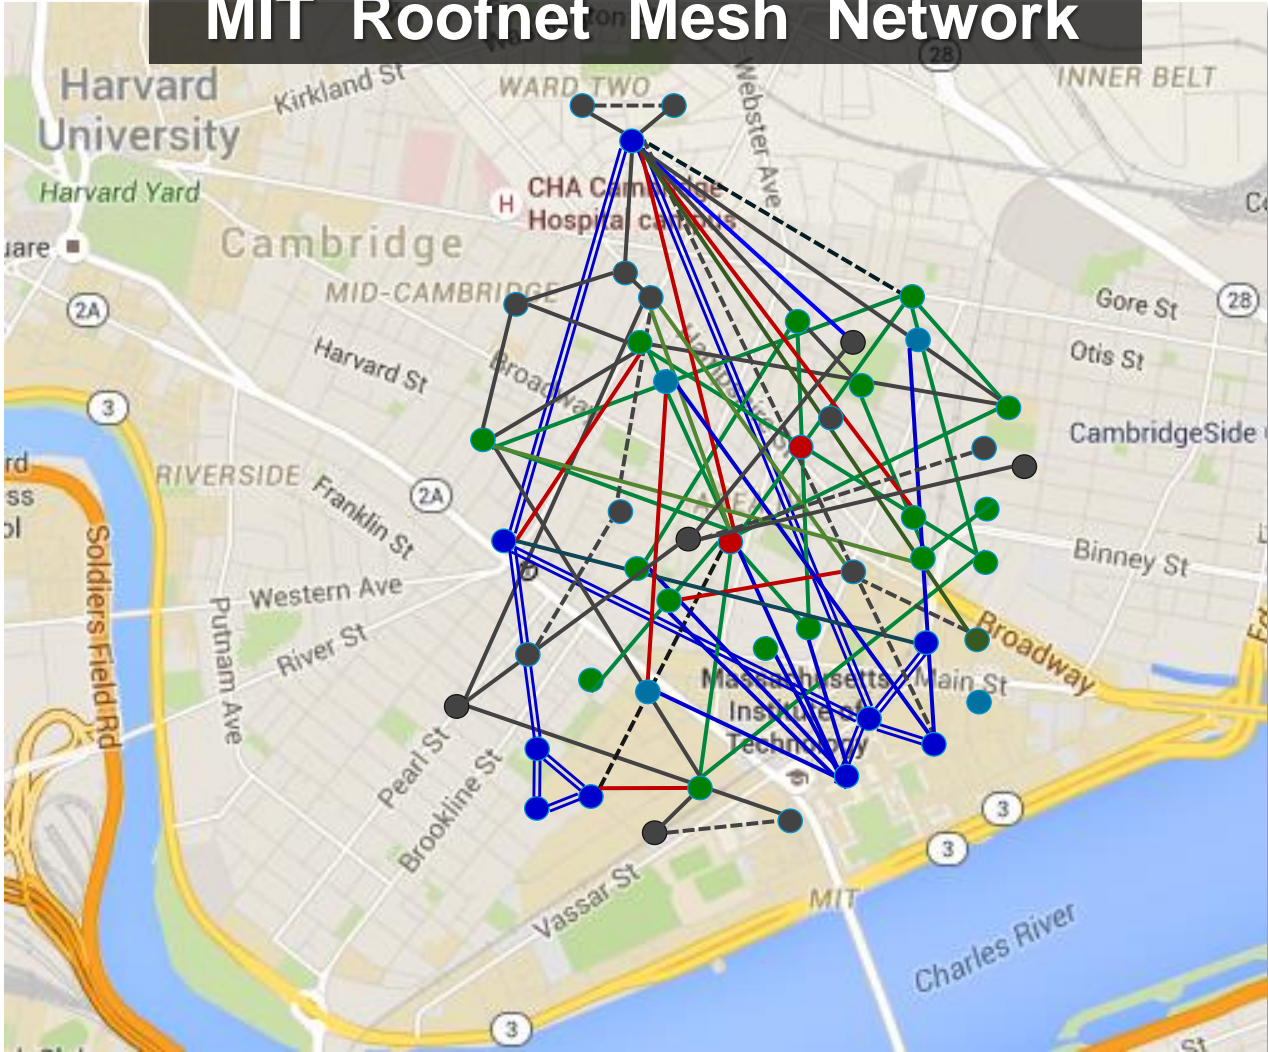 MIT Roofnet Mesh Network
28
Harvard
University
Kirkland St
WARD TWO
Webster Ave
INNER BELT
Harvard Yard
CHA Cambridge
Hospital campus
Cambridge
MID-CAMBRIDGE
2A
Gore St
28
Harvard St
Otis St
Broadway
Hampshire St
3
CambridgeSide
RIVERSIDE
2A
Franklin St
Soldiers Field Rd
Binney St
Western Ave
Putnam Ave
River St
Broadway
Main St
Massachusetts
Institute of
Technology
Pearl St
Brookline St
3
3
Vassar St
MIT
Charles River
3
St